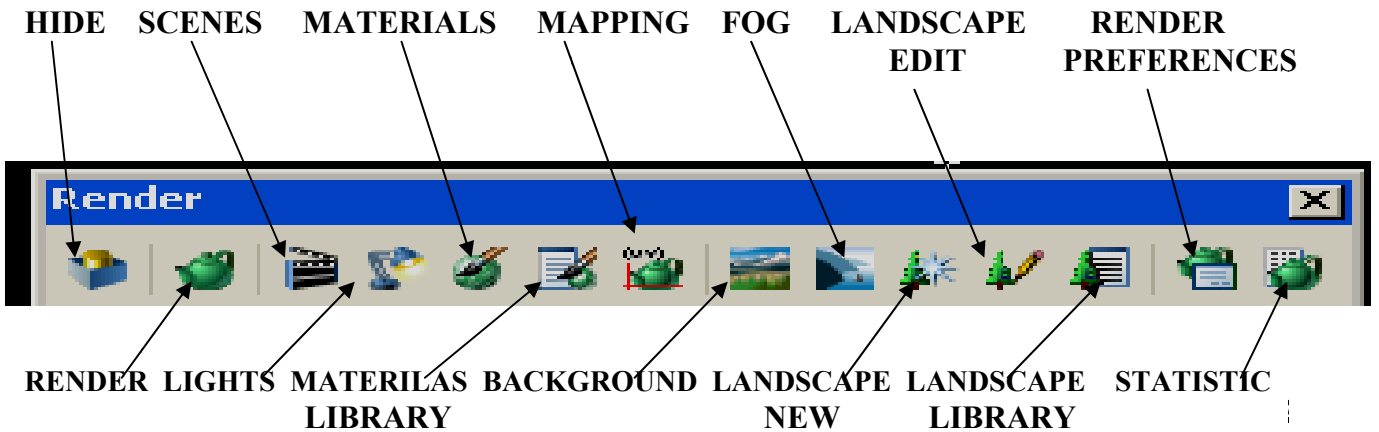 HIDE SCENES MATERIALS MAPPING FOG LANDSCAPE RENDER
EDIT PREFERENCES
Render
(UV)
RENDER LIGHTS MATERILAS BACKGROUND LANDSCAPE LANDSCAPE STATISTIC
LIBRARY NEW LIBRARY